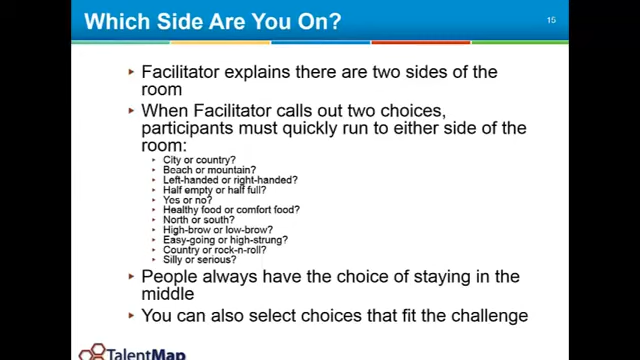 Which Side Are You On?
15
Facilitator explains there are two sides of the
room
When Facilitator calls out two choices,
participants must quickly run to either side of the
room:
City or country?
Beach or mountain?
Left-handed or right-handed?
Half empty or half full?
Yes or no?
Healthy food or comfort food?
North or south?
High-brow or low-brow?
Easy-going or high-strung?
Country or rock-n-roll?
Silly or serious?
People always have the choice of staying in the
middle
You can also select choices that fit the challenge
TalentMap